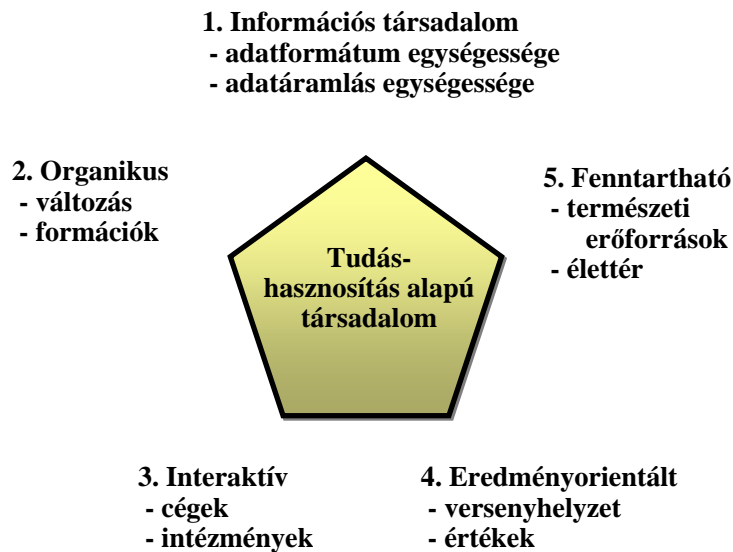 1. Információs társadalom
- adatformátum egységessége
- adatáramlás egységessége
2. Organikus
- változás
- formációk
5. Fenntartható
- természeti
erőforrások
- élettér
Tudás-
hasznosítás alapú
társadalom
3. Interaktív
- cégek
- intézmények
4. Eredményorientált
- versenyhelyzet
- értékek